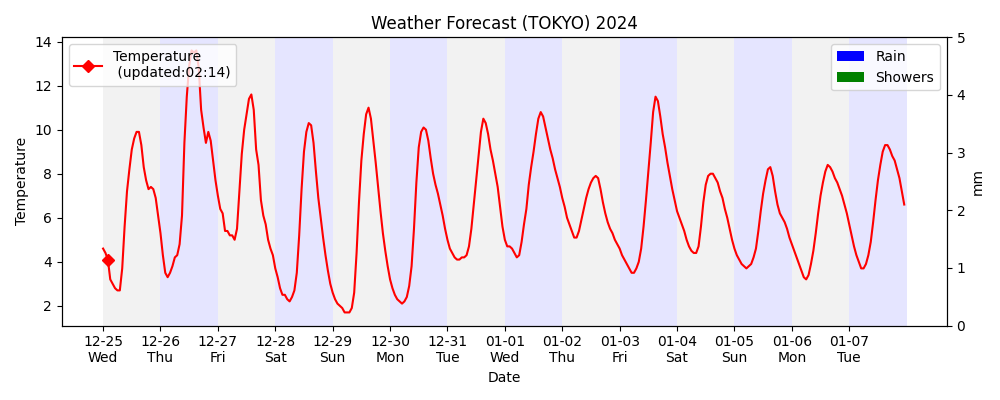 Weather Forecast (TOKYO) 2024
Temperature
(updated:02:14)
Rain
Showers
14
12
10
8
6
4
2
Temperature
5
4
3
2
1
0
mm
12-25 12-26 12-27 12-28 12-29 12-30 12-31 01-01 01-02 01-03 01-04 01-05 01-06 01-07
Wed Thu Fri Sat Sun Mon Tue Wed Thu Fri Sat Sun Mon Tue
Date